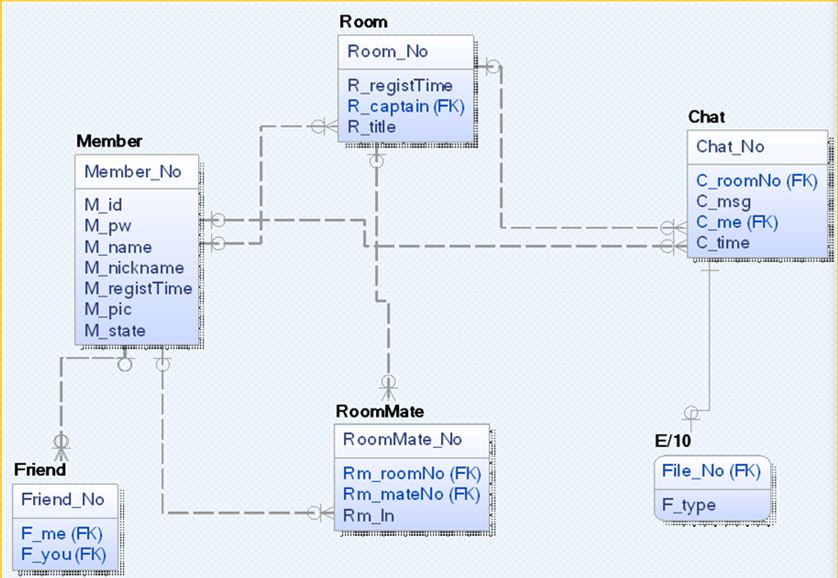 Room
Room_No
R_registTime
R_captain (FK)
R_title
Member
Member_No
M_id
M_pw
M_name
M_nickname
M_registTime
M_pic
M_state
Chat
Chat_No
C_roomNo (FK)
C_msg
C_me (FK)
C_time
RoomMate
RoomMate_No
Rm_roomNo (FK)
Rm_mateNo (FK)
Rm_In
E/10
File_No (FK)
F_type
Friend
Friend_No
F_me (FK)
F_you (FK)